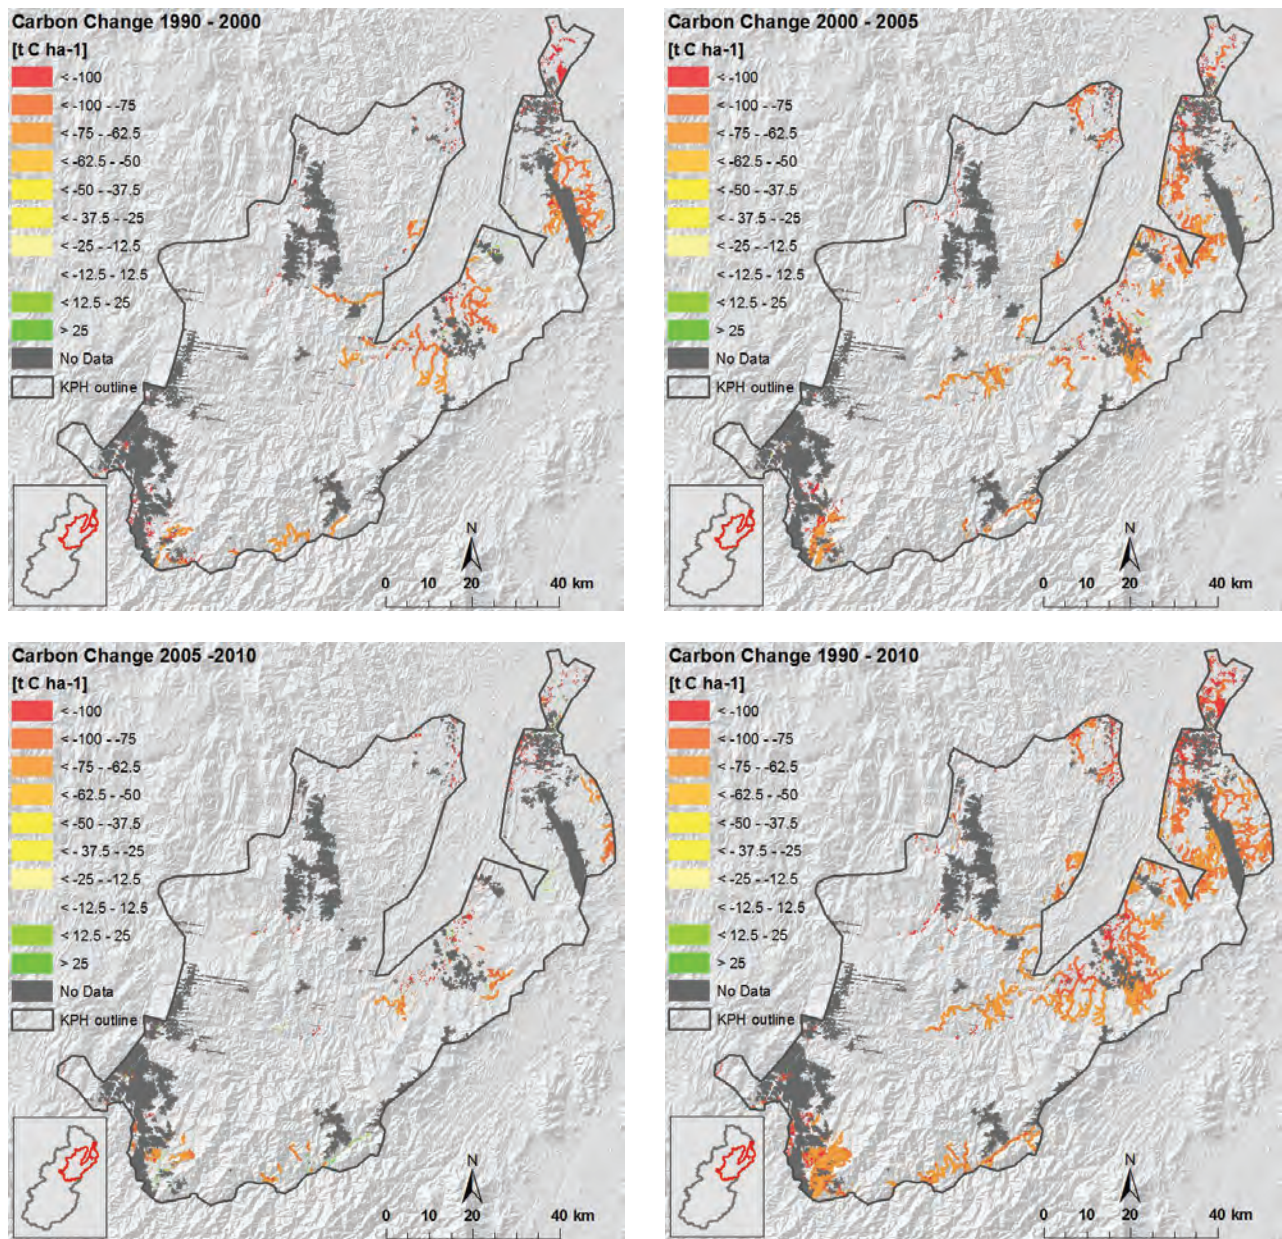 Carbon Change 1990 - 2000
[t C ha-1]
< -100
< -100 - -75
< -75 - -62.5
< -62.5 - -50
< -50 - -37.5
< -37.5 - -25
< -25 - -12.5
< -12.5 - 12.5
< 12.5 - 25
> 25
No Data
KPH outline
N
0 10 20 40 km
Carbon Change 2000 - 2005
[t C ha-1]
< -100
< -100 - -75
< -75 - -62.5
< -62.5 - -50
< -50 - -37.5
< -37.5 - -25
< -25 - -12.5
< -12.5 - 12.5
< 12.5 - 25
> 25
No Data
KPH outline
N
0 10 20 40 km
Carbon Change 2005 -2010
[t C ha-1]
< -100
< -100 - -75
< -75 - -62.5
< -62.5 - -50
< -50 - -37.5
< -37.5 - -25
< -25 - -12.5
< -12.5 - 12.5
< 12.5 - 25
> 25
No Data
KPH outline
N
0 10 20 40 km
Carbon Change 1990 - 2010
[t C ha-1]
< -100
< -100 - -75
< -75 - -62.5
< -62.5 - -50
< -50 - -37.5
< -37.5 - -25
< -25 - -12.5
< -12.5 - 12.5
< 12.5 - 25
> 25
No Data
KPH outline
N
0 10 20 40 km